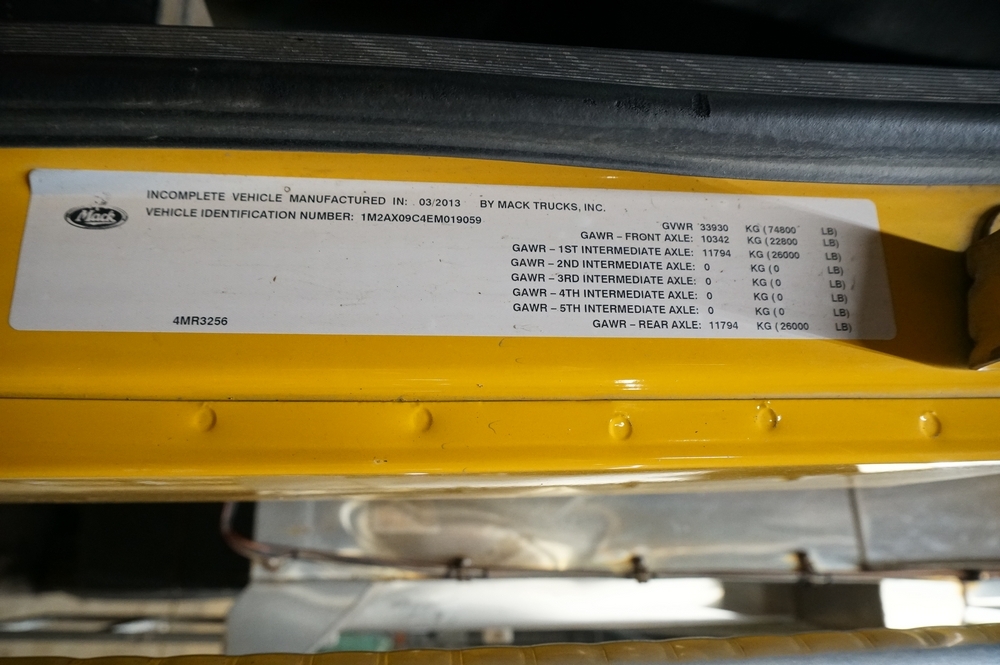 INCOMPLETE VEHICLE MANUFACTURED IN: 03/2013 BY MACK TRUCKS, INC.
Mack
VEHICLE IDENTIFICATION NUMBER: 1M2AX09C4EM019059
GVWR 33930 KG (74800 LB)
GAWR – FRONT AXLE: 10342 KG (22800 LB)
GAWR – 1ST INTERMEDIATE AXLE: 11794 KG (26000 LB)
GAWR – 2ND INTERMEDIATE AXLE: 0 KG (0 LB)
GAWR – 3RD INTERMEDIATE AXLE: 0 KG (0 LB)
GAWR – 4TH INTERMEDIATE AXLE: 0 KG (0 LB)
GAWR – 5TH INTERMEDIATE AXLE: 0 KG (0 LB)
GAWR – REAR AXLE: 11794 KG (26000 LB)
4MR3256